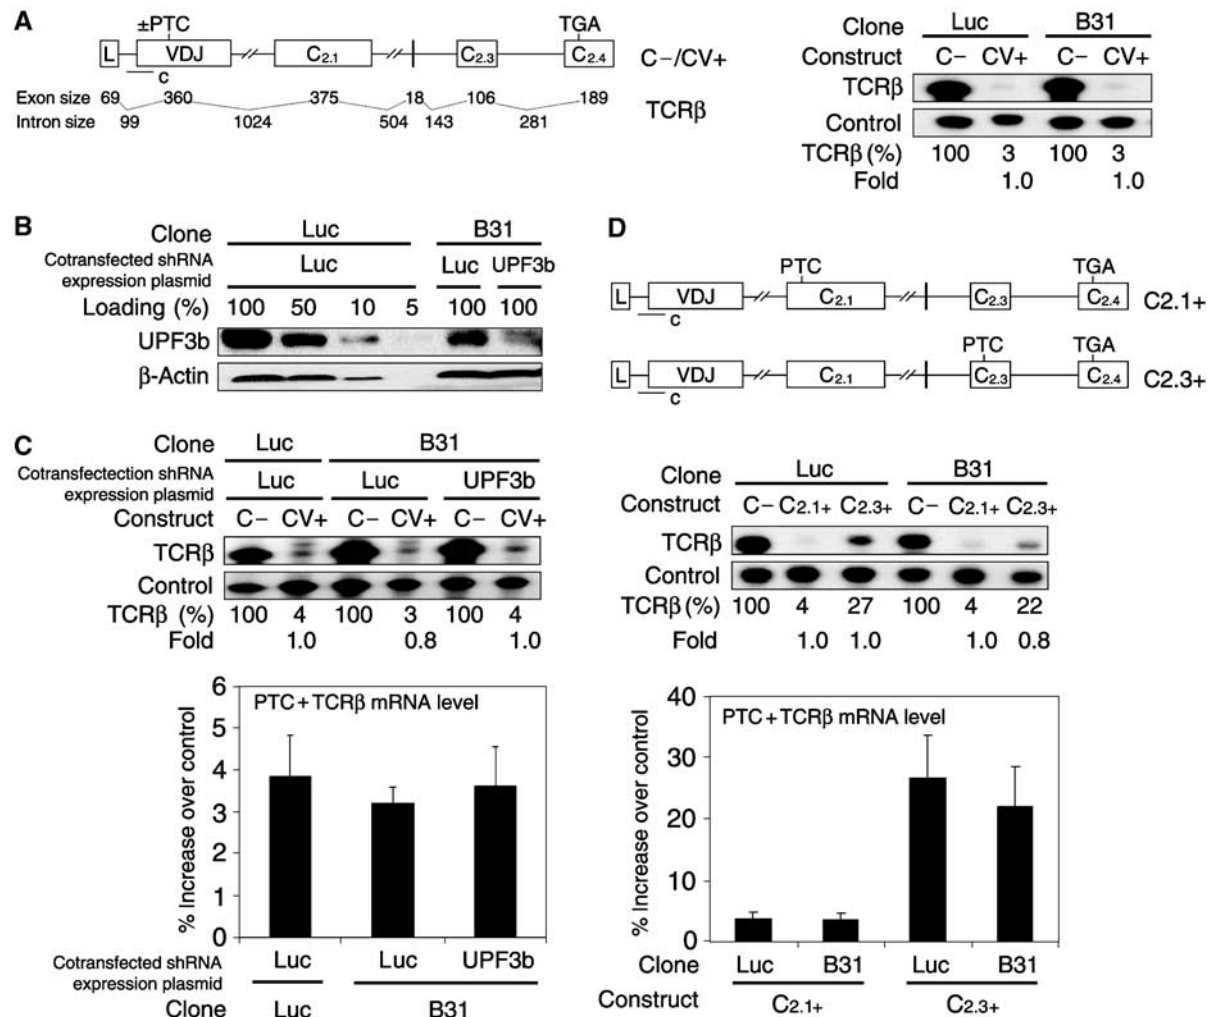 A
±PTC
TGA
L
VDJ
C2.1
C2.3
C2.4
C−/CV+
c
Exon size 69 360 375 18 106 189
TCRβ
Intron size 99 1024 504 143 281
Clone Luc B31
Construct C− CV+ C− CV+
TCRβ
Control
TCRβ (%) 100 3 100 3
Fold 1.0 1.0
B
Clone Luc B31
Cotransfected shRNA
expression plasmid
Luc Luc UPF3b
Loading (%) 100 50 10 5 100 100
UPF3b
β-Actin
D
PTC TGA
L VDJ C2.1 C2.3 C2.4 C2.1+
c
PTC TGA
L VDJ C2.1 C2.3 C2.4 C2.3+
c
C
Clone Luc B31
Cotransfectection shRNA
expression plasmid
Luc Luc UPF3b
Construct C− CV+ C− CV+ C− CV+
TCRβ
Control
TCRβ (%) 100 4 100 3 100 4
Fold 1.0 0.8 1.0
PTC + TCRβ mRNA level
% Increase over control
6
5
4
3
2
1
0
Cotransfected shRNA
expression plasmid
Luc Luc UPF3b
Clone Luc B31
Clone Luc B31
Construct C− C2.1+ C2.3+ C− C2.1+ C2.3+
TCRβ
Control
TCRβ (%) 100 4 27 100 4 22
Fold 1.0 1.0 1.0 0.8
PTC + TCRβ mRNA level
% Increase over control
40
30
20
10
0
Clone Luc B31 Luc B31
Construct C2.1+ C2.3+